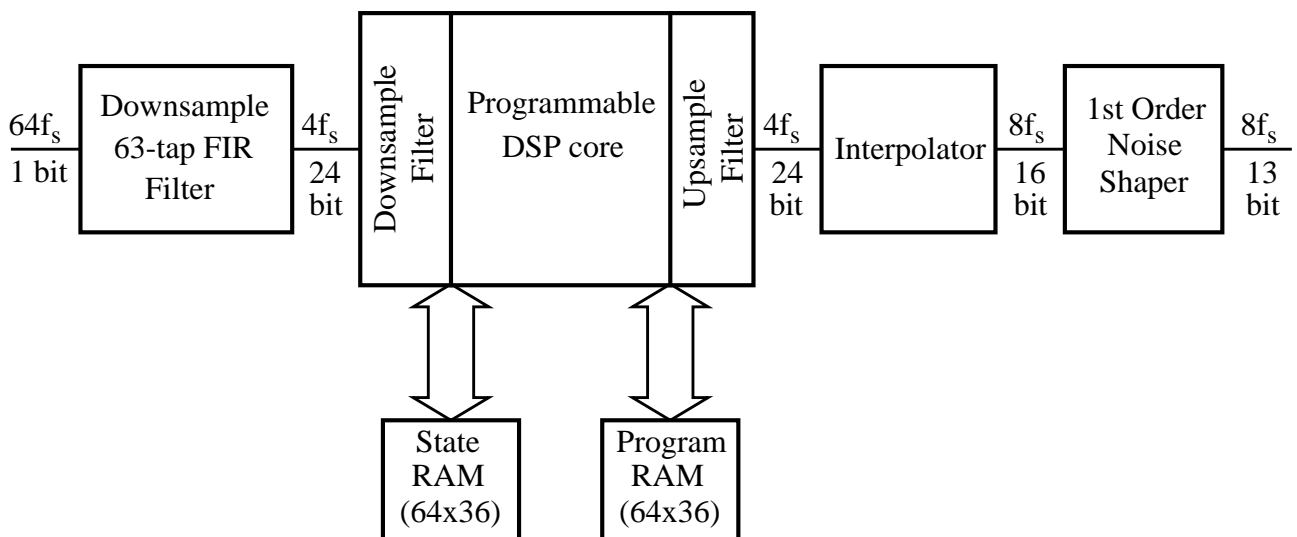 64fs
1 bit
Downsample
63-tap FIR
Filter
4fs
24
bit
Downsample
Filter
Programmable
DSP core
Upsample
Filter
4fs
24
bit
Interpolator
8fs
16
bit
1st Order
Noise
Shaper
8fs
13
bit
State
RAM
(64x36)
Program
RAM
(64x36)